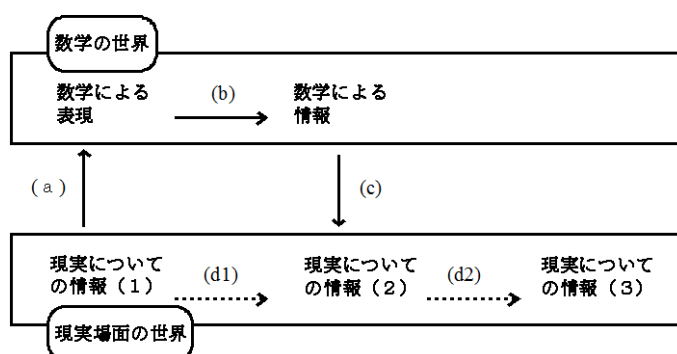 数学の世界
数学による
表現
(b)
数学による
情報
(ａ)
(c)
現実について
の情報（１）
(d1)
現実について
の情報（２）
(d2)
現実について
の情報（３）
現実場面の世界